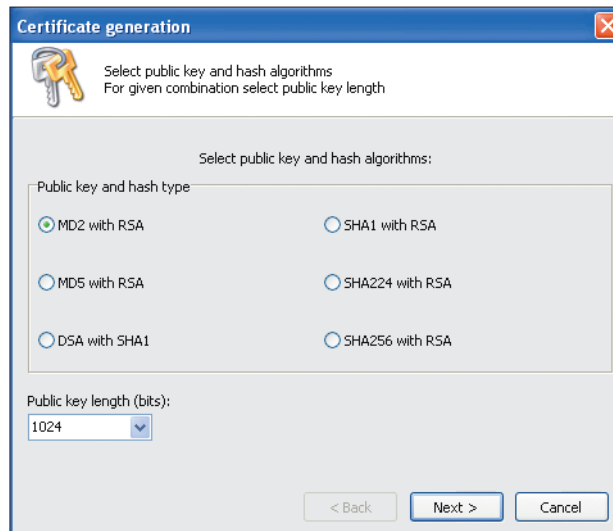 Certificate generation
Select public key and hash algorithms
For given combination select public key length
Select public key and hash algorithms:
Public key and hash type
MD2 with RSA
SHA1 with RSA
MD5 with RSA
SHA224 with RSA
DSA with SHA1
SHA256 with RSA
Public key length (bits):
1024
< Back
Next >
Cancel